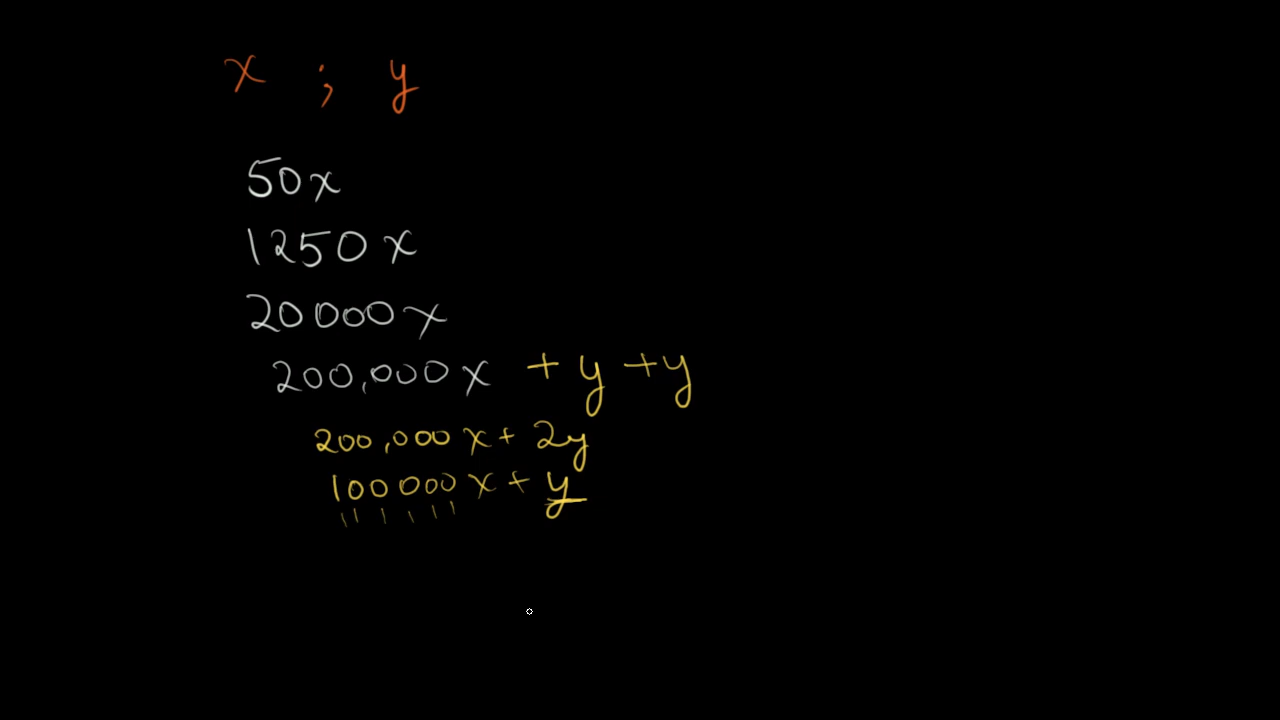 x ; y
50x
1250x
20000x
200,000x + y + y
200,000x + 2y
100000x + y